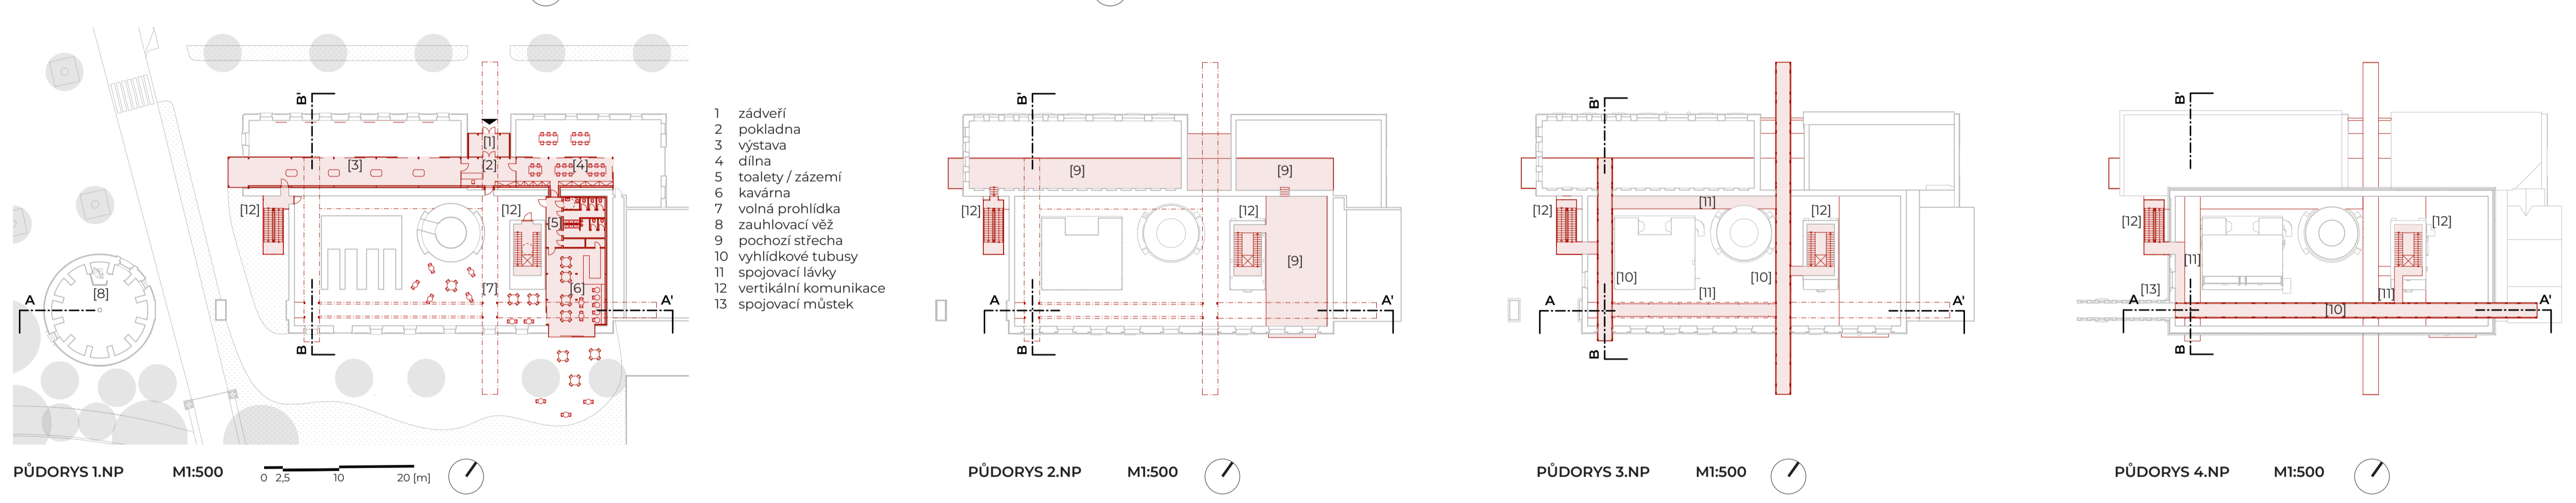 B'
[1]
[2]
[3]
[4]
[12]
[12]
[5]
[8]
[7]
[6]
A
A'
B
1 zádveří
2 pokladna
3 výstava
4 dílna
5 toalety / zázemí
6 kavárna
7 volná prohlídka
8 zauhlovací věž
9 pochozí střecha
10 vyhlídkové tubusy
11 spojovací lávky
12 vertikální komunikace
13 spojovací můstek
PŮDORYS 1.NP M1:500
0 2,5 10 20 [m]
B'
[9]
[9]
[12]
[12]
[9]
A
A'
B
PŮDORYS 2.NP M1:500
B'
[11]
[12]
[12]
[10]
[10]
[11]
A
A'
B
PŮDORYS 3.NP M1:500
B'
[12]
[12]
[11]
[13]
[11]
A
A'
[10]
B
PŮDORYS 4.NP M1:500